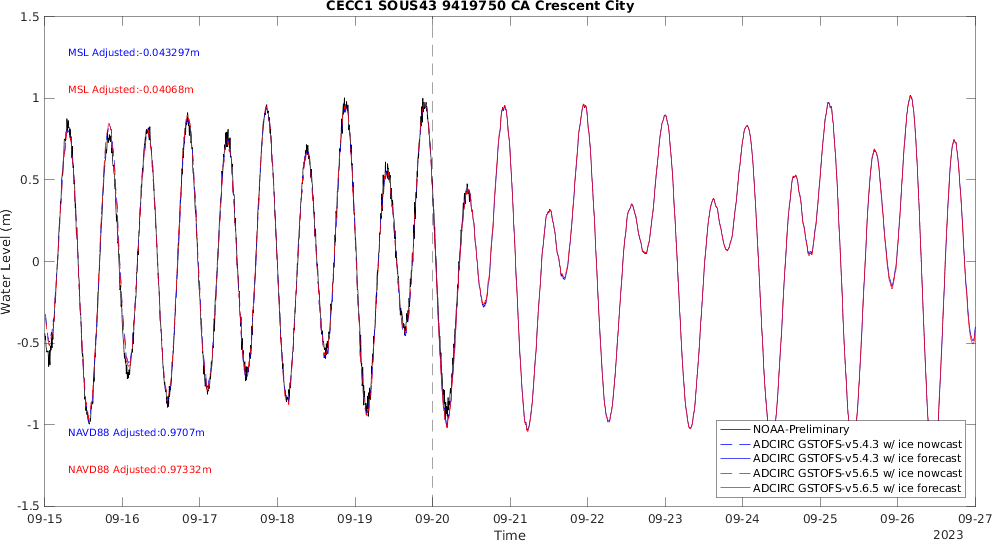 CECC1 SOUS43 9419750 CA Crescent City
1.5
1
0.5
0
-0.5
-1
-1.5
Water Level (m)
MSL Adjusted:-0.043297m
MSL Adjusted:-0.04068m
NAVD88 Adjusted:0.9707m
NAVD88 Adjusted:0.97332m
NOAA-Preliminary
ADCIRC GSTOFS-v5.4.3 w/ ice nowcast
ADCIRC GSTOFS-v5.4.3 w/ ice forecast
ADCIRC GSTOFS-v5.6.5 w/ ice nowcast
ADCIRC GSTOFS-v5.6.5 w/ ice forecast
09-15 09-16 09-17 09-18 09-19 09-20 09-21 09-22 09-23 09-24 09-25 09-26 09-27
Time
2023